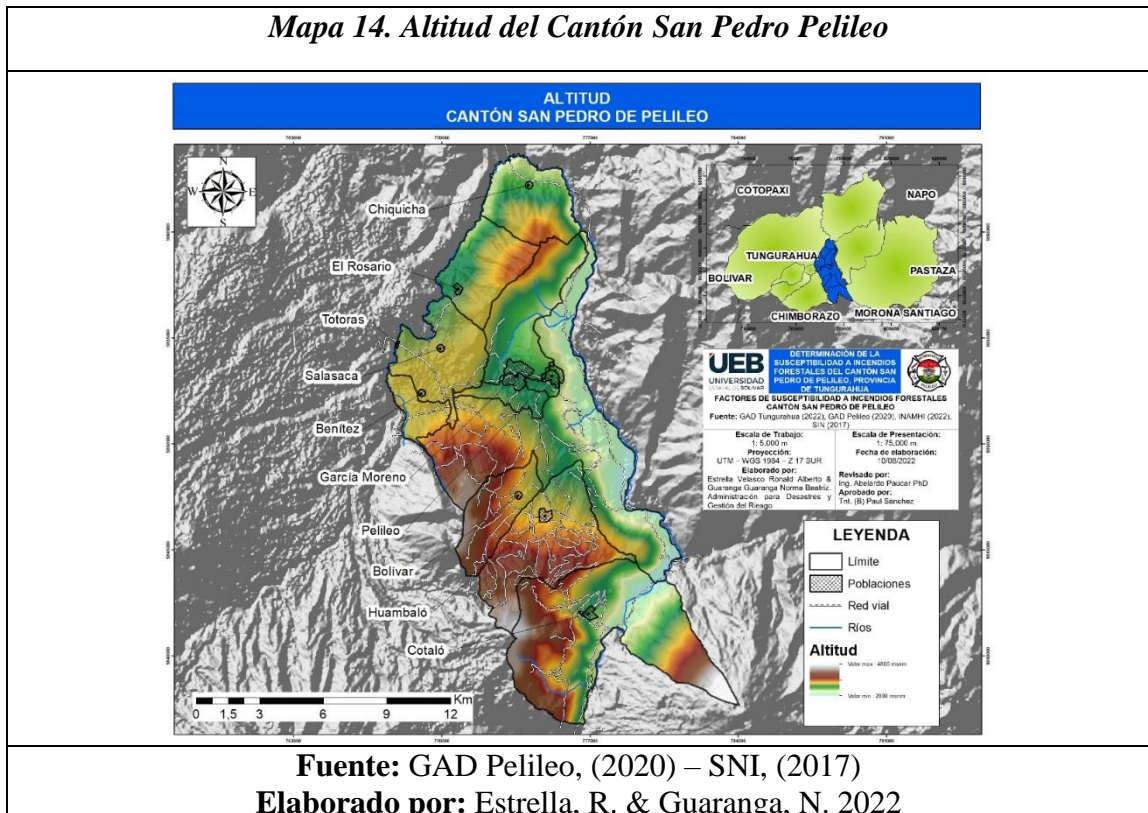 Mapa 14. Altitud del Cantón San Pedro Pelileo
ALTITUD
CANTÓN SAN PEDRO DE PELILEO
N
W E
S
Chiquicha
El Rosario
Totoras
Salasaca
Benítez
García Moreno
Pelileo
Bolívar
Huambaló
Cotaló
COTOPAXI
NAPO
TUNGURAHUA
BOLIVAR
PASTAZA
CHIMBORAZO
MORONA SANTIAGO
UEB
UNIVERSIDAD
DETERMINACIÓN DE LA
SUSCEPTIBILIDAD A INCENDIOS
FORESTALES DEL CANTÓN SAN
PEDRO DE PELILEO, PROVINCIA
DE TUNGURAHUA
FACTORES DE SUSCEPTIBILIDAD A INCENDIOS FORESTALES
CANTÓN SAN PEDRO DE PELILEO
Fuente: GAD Tungurahua (2022), GAD Pelileo (2020), INAMHI (2022),
SIN (2017)
Escala de Trabajo:
1: 5,000 m
Proyección:
UTM – WGS 1984 – Z 17 SUR
Elaborado por:
Estrella Velasco Ronald Alberto &
Guaranga Guaranga Norma Beatriz.
Administración para Desastres y
Gestión del Riesgo
Escala de Presentación:
1: 75,000 m
Fecha de elaboración:
10/08/2022
Revisado por:
Ing. Abelardo Paucar PhD
Aprobado por:
Tnt. (B) Paul Sánchez
LEYENDA
Límite
Poblaciones
Red vial
Ríos
Altitud
Km
0 1,5 3 6 9 12
Fuente: GAD Pelileo, (2020) – SNI, (2017)
Elaborado por: Estrella, R. & Guaranga, N. 2022